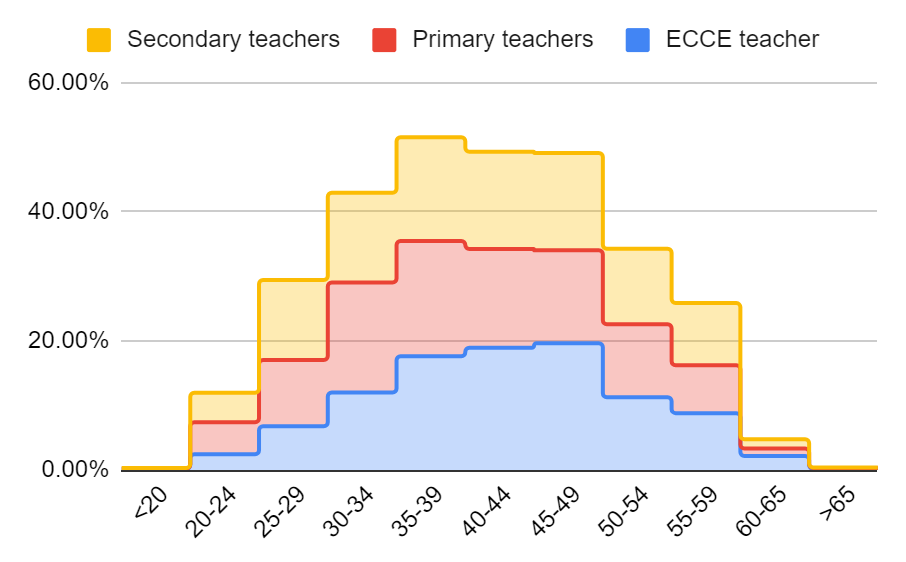 Secondary teachers Primary teachers ECCE teacher
60.00%
40.00%
20.00%
0.00%
<20 20-24 25-29 30-34 35-39 40-44 45-49 50-54 55-59 60-65 >65